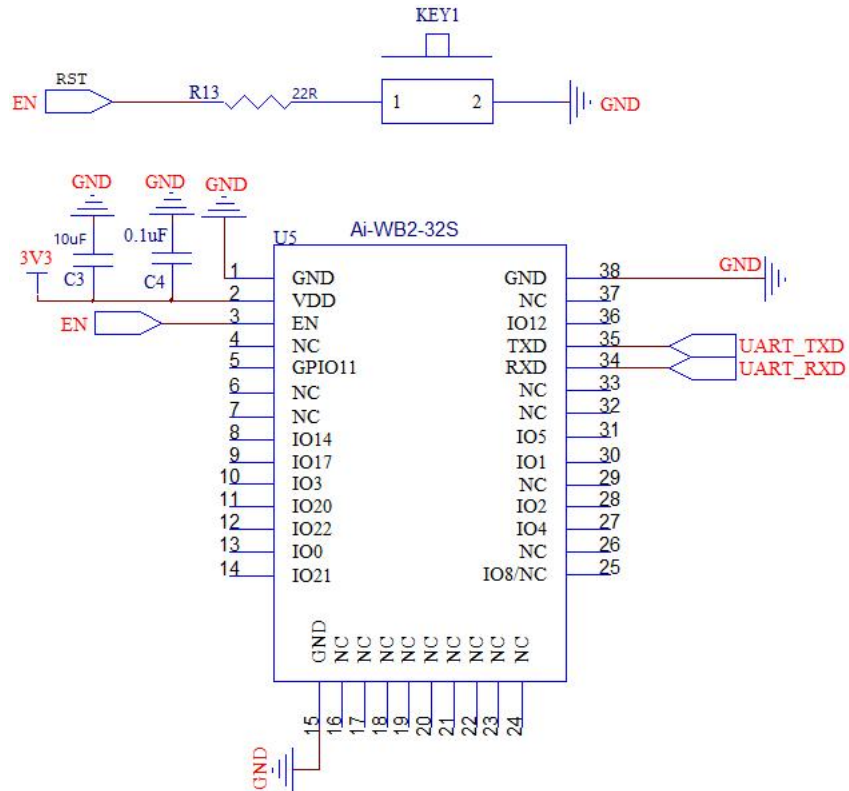 KEY1
RST
EN
R13
22R
1
2
GND
GND
GND
GND
10uF
0.1uF
3V3
C3
C4
U5
Ai-WB2-32S
1 GND
2 VDD
EN
3 EN
4 NC
5 GPIO11
6 NC
7 NC
8 IO14
9 IO17
10 IO3
11 IO20
12 IO22
13 IO0
14 IO21
GND 38
GND
NC 37
IO12 36
TXD 35
UART_TXD
RXD 34
UART_RXD
NC 33
NC 32
IO5 31
IO1 30
NC 29
IO2 28
IO4 27
NC 26
IO8/NC 25
GND 15
NC 16
NC 17
NC 18
NC 19
NC 20
NC 21
NC 22
NC 23
NC 24
GND